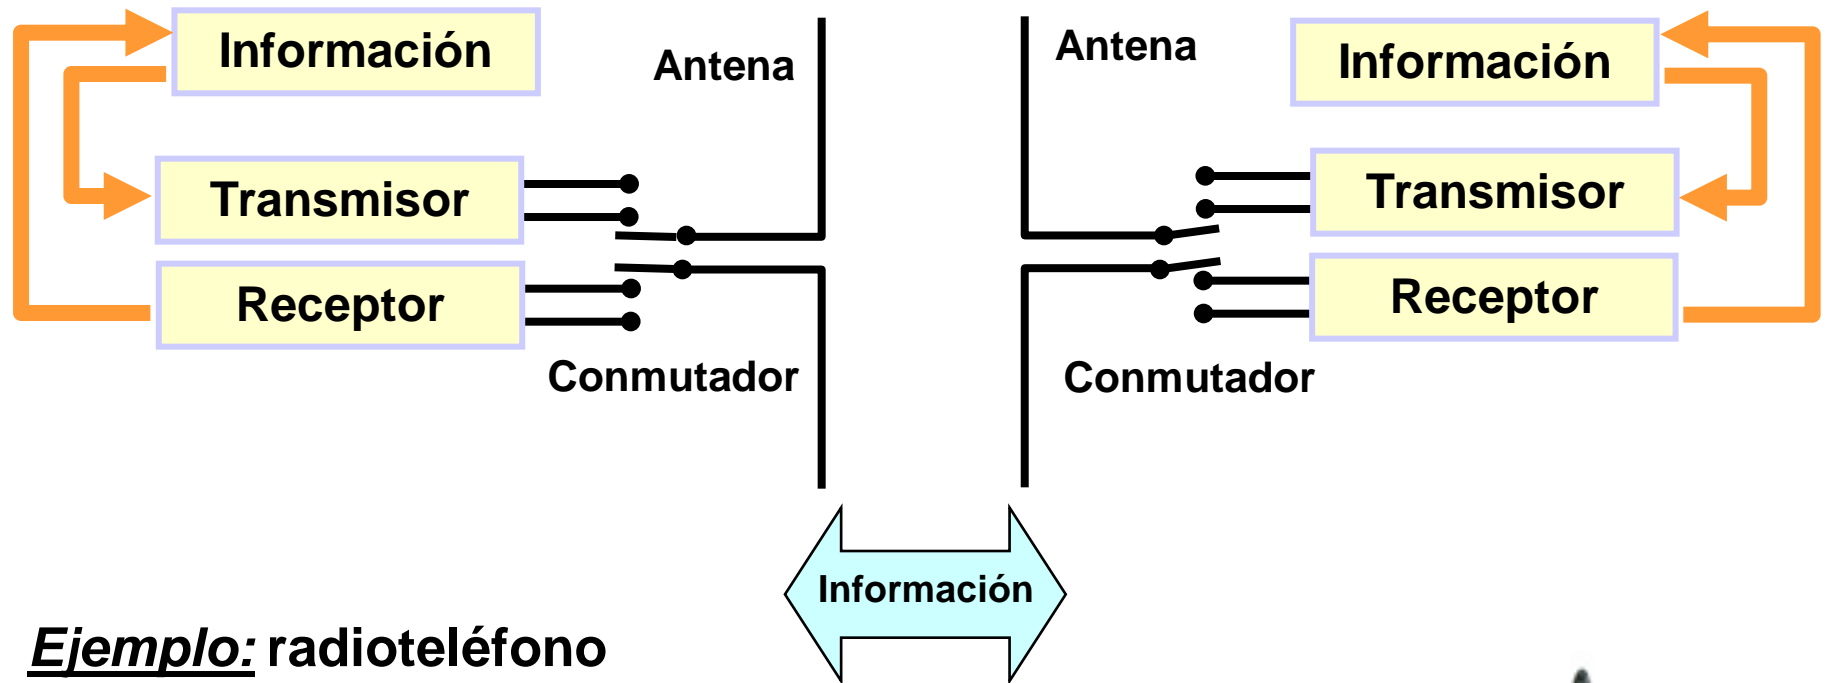 Información
Antena
Antena
Información
Transmisor
Transmisor
Receptor
Receptor
Conmutador
Conmutador
Información
Ejemplo: radioteléfono